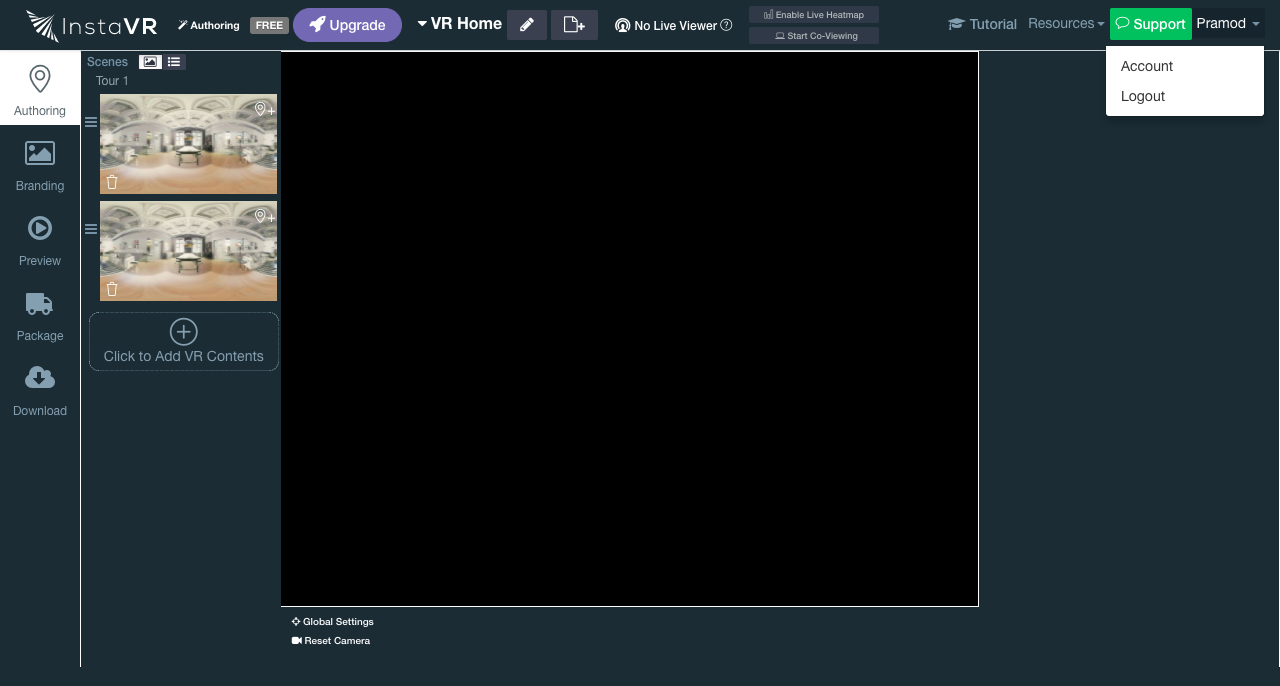 InstaVR
Authoring
FREE
Upgrade
VR Home
No Live Viewer
Enable Live Heatmap
Start Co-Viewing
Tutorial
Resources
Support
Pramod
Account
Logout
Scenes
Tour 1
Authoring
Branding
Preview
Package
Download
Click to Add VR Contents
Global Settings
Reset Camera